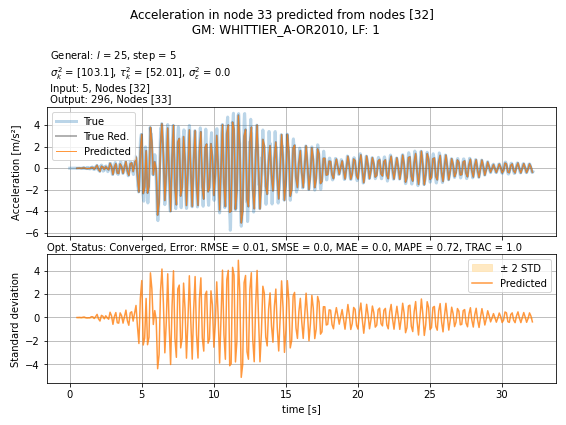 Acceleration in node 33 predicted from nodes [32]
GM: WHITTIER_A-OR2010, LF: 1
General: l = 25, step = 5
σ²ₖ = [103.1], τ²ₖ = [52.01], σ²ₑ = 0.0
Input: 5, Nodes [32]
Output: 296, Nodes [33]
Acceleration [m/s²]
4
2
0
−2
−4
−6
True
True Red.
Predicted
Opt. Status: Converged, Error: RMSE = 0.01, SMSE = 0.0, MAE = 0.0, MAPE = 0.72, TRAC = 1.0
Standard deviation
4
2
0
−2
−4
± 2 STD
Predicted
0 5 10 15 20 25 30
time [s]